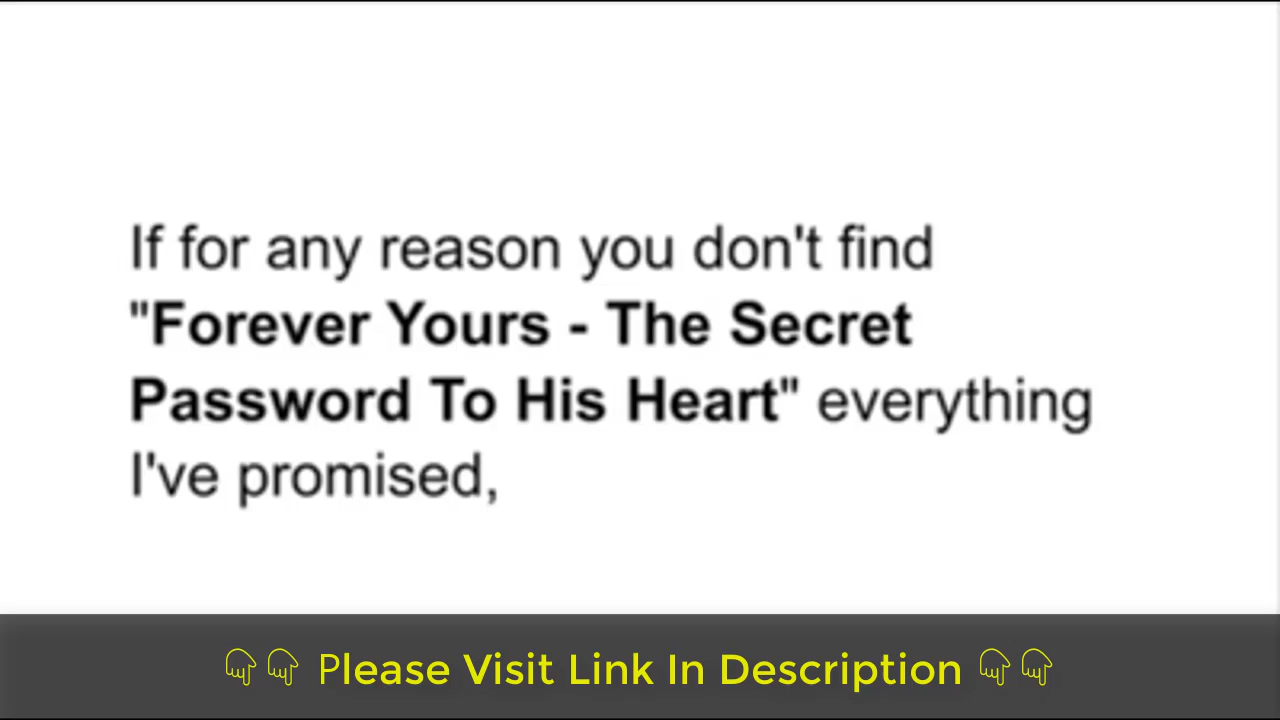 If for any reason you don't find
"Forever Yours - The Secret
Password To His Heart" everything
I've promised,
Please Visit Link In Description